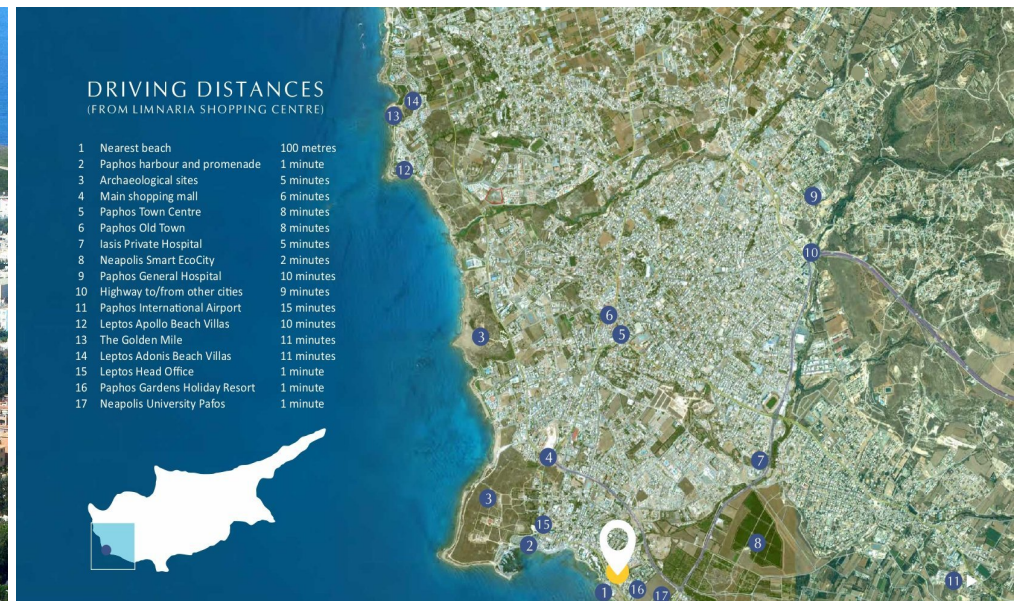 DRIVING DISTANCES
(FROM LIMNARIA SHOPPING CENTRE)
1 Nearest beach 100 metres
2 Paphos harbour and promenade 1 minute
3 Archaeological sites 5 minutes
4 Main shopping mall 6 minutes
5 Paphos Town Centre 8 minutes
6 Paphos Old Town 8 minutes
7 Iasis Private Hospital 5 minutes
8 Neapolis Smart EcoCity 2 minutes
9 Paphos General Hospital 10 minutes
10 Highway to/from other cities 9 minutes
11 Paphos International Airport 15 minutes
12 Leptos Apollo Beach Villas 10 minutes
13 The Golden Mile 11 minutes
14 Leptos Adonis Beach Villas 11 minutes
15 Leptos Head Office 1 minute
16 Paphos Gardens Holiday Resort 1 minute
17 Neapolis University Pafos 1 minute
14
13
12
9
10
6
5
3
4
7
3
15
2
8
11
1
16
17